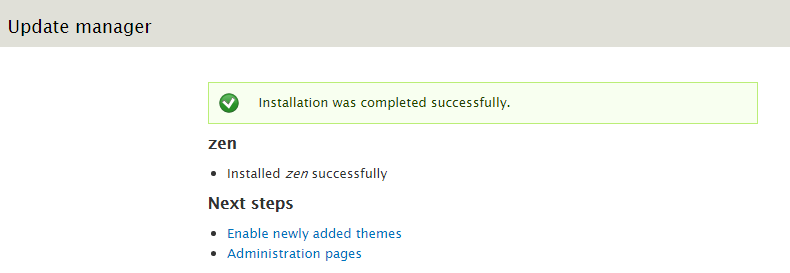 Update manager
Installation was completed successfully.
zen
Installed zen successfully
Next steps
Enable newly added themes
Administration pages